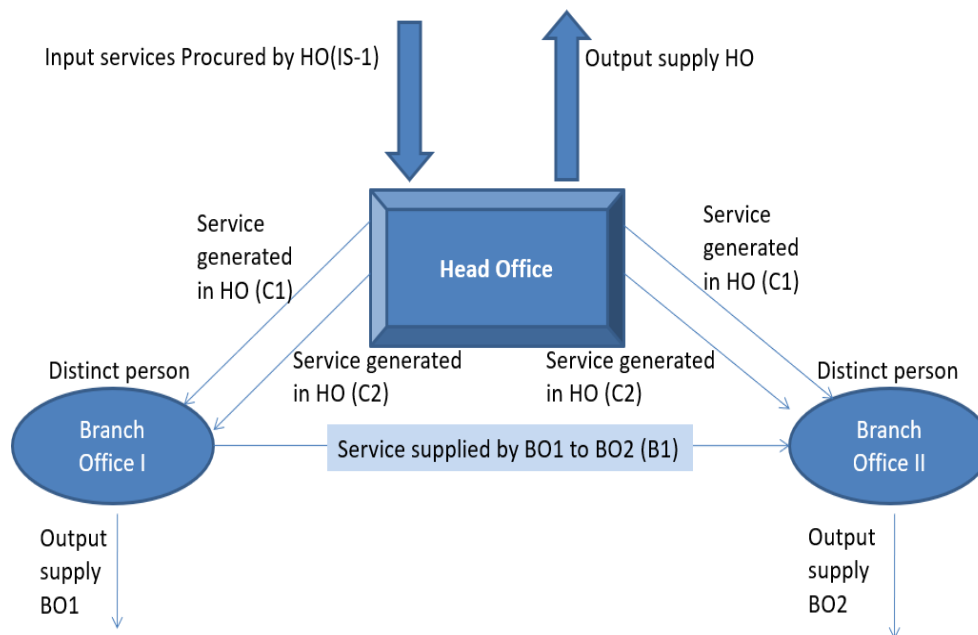 Input services Procured by HO(IS-1)
Output supply HO
Service
generated
in HO (C1)
Head Office
Service
generated
in HO (C1)
Service generated
in HO (C2)
Service generated
in HO (C2)
Distinct person
Distinct person
Branch
Office I
Service supplied by BO1 to BO2 (B1)
Branch
Office II
Output
supply
BO1
Output
supply
BO2